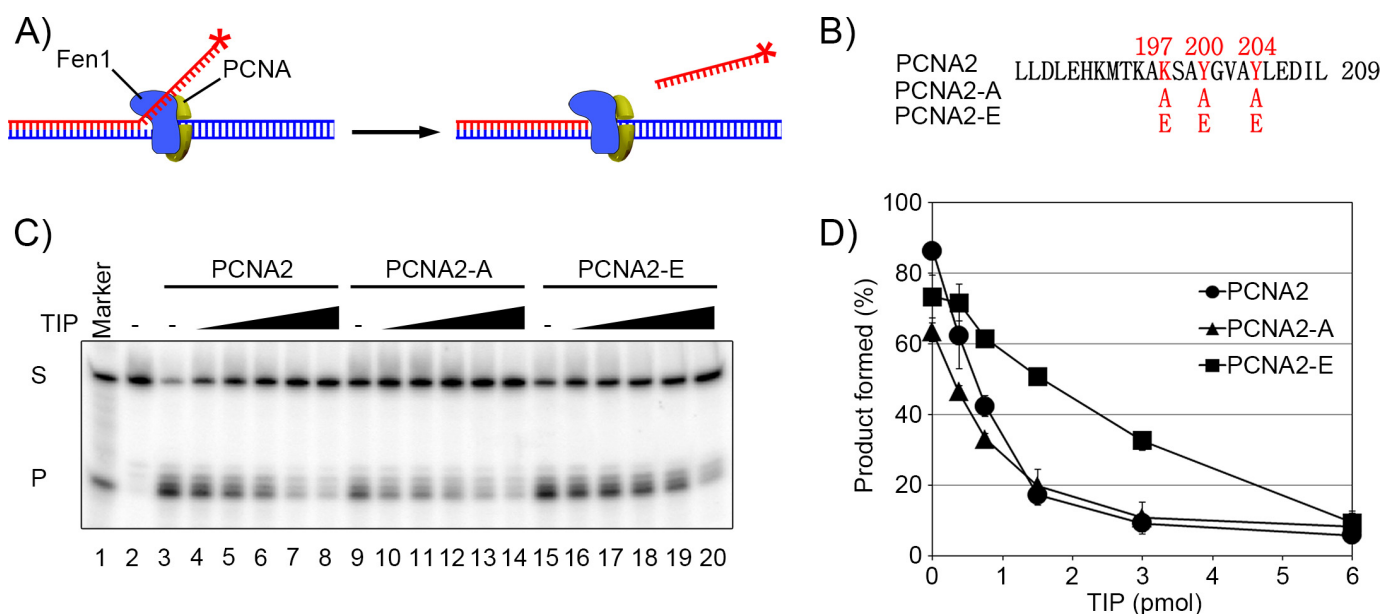 A)
Fen1
PCNA
B)
197 200 204
PCNA2 LLDLEHKMTKAKSAYGVAYLEDIL 209
PCNA2-A A A A
PCNA2-E E E E
C)
Marker
PCNA2 PCNA2-A PCNA2-E
TIP - - - -
S
P
1 2 3 4 5 6 7 8 9 10 11 12 13 14 15 16 17 18 19 20
D)
Product formed (%)
100
80
60
40
20
0
PCNA2
PCNA2-A
PCNA2-E
0 1 2 3 4 5 6
TIP (pmol)